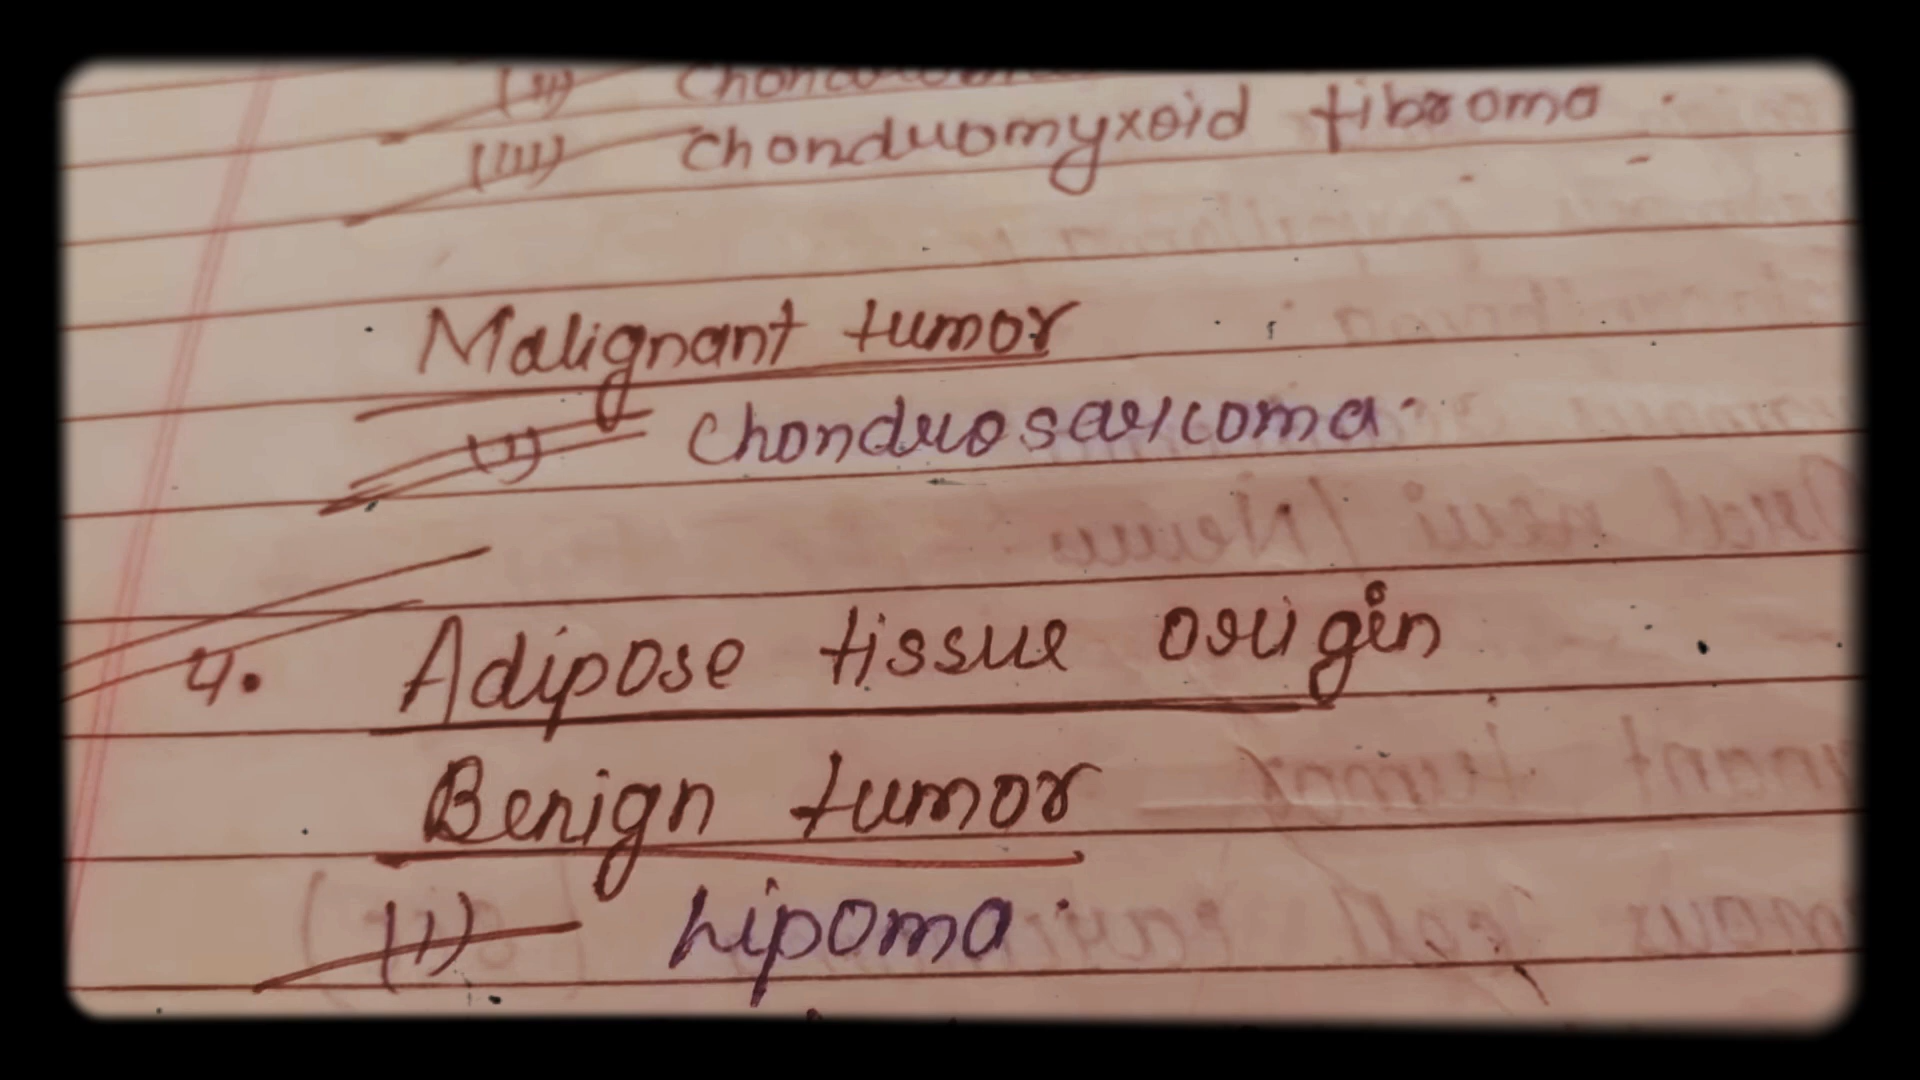 (III) Chondromyxoid fibroma
Malignant tumor
(I) Chondrosarcoma.
4. Adipose tissue origin
Benign tumor
(I) Lipoma.